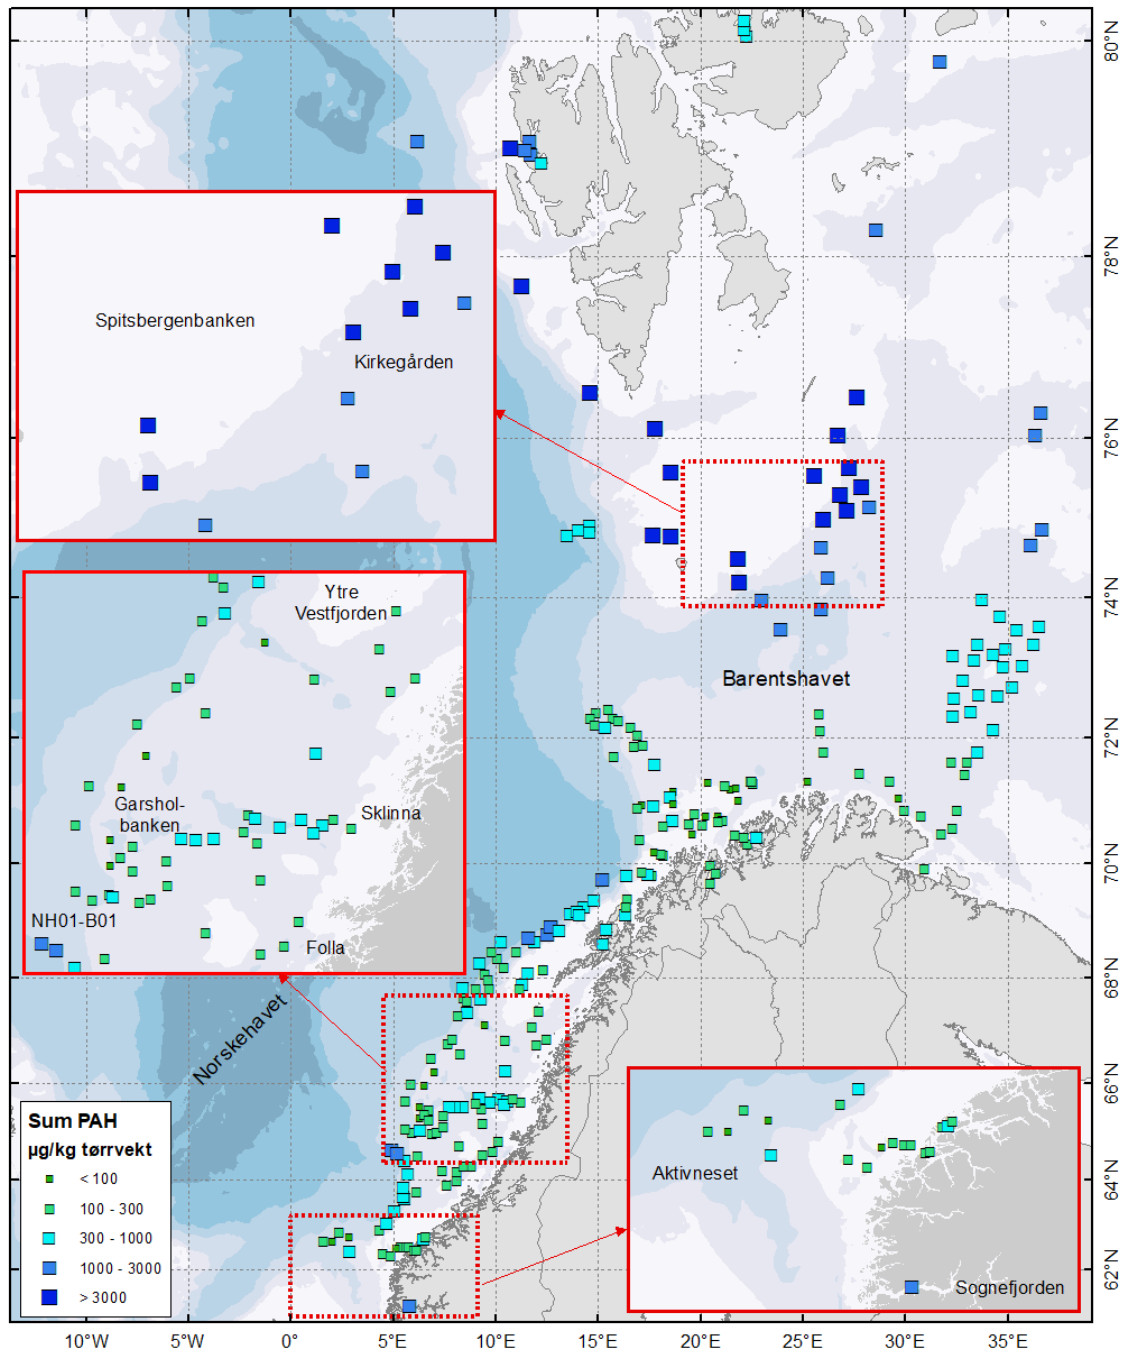 80°N
78°N
Spitsbergenbanken
Kirkegården
76°N
74°N
Ytre
Vestfjorden
Barentshavet
72°N
Garshol-
banken
Sklinna
70°N
NH01-B01
Folla
68°N
Norskehavet
66°N
Sum PAH
µg/kg tørrvekt
< 100
100 - 300
300 - 1000
1000 - 3000
> 3000
Aktivneset
64°N
62°N
Sognefjorden
10°W
5°W
0°
5°E
10°E
15°E
20°E
25°E
30°E
35°E